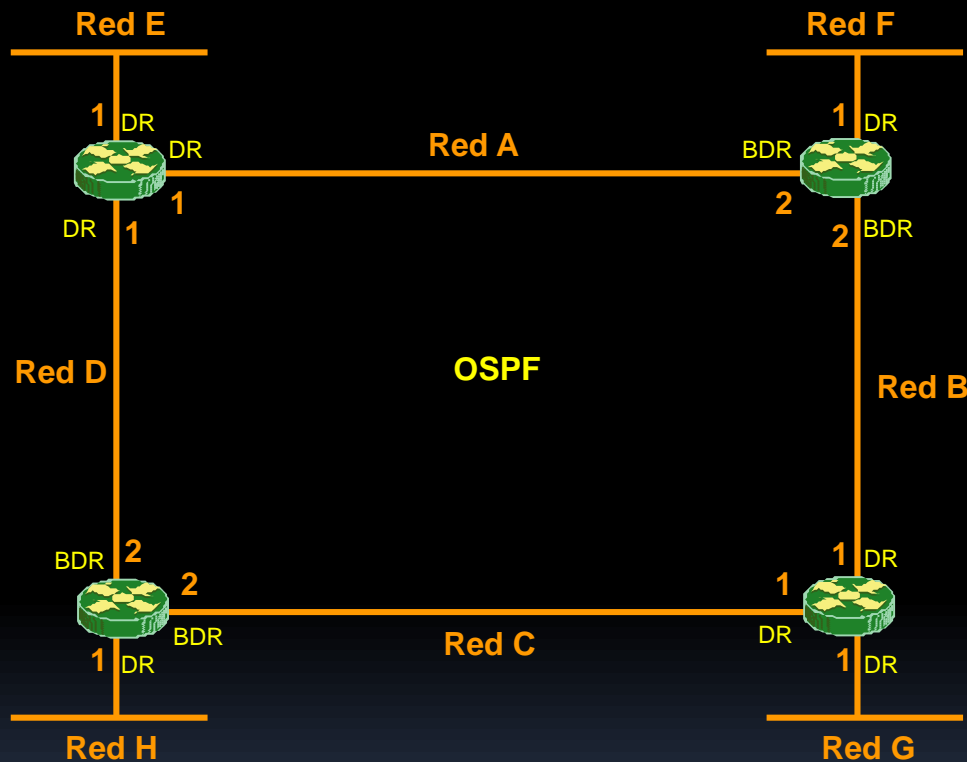 Red E
Red F
1 DR
1 DR
DR
Red A
BDR
1
2
DR 1
2 BDR
Red D
OSPF
Red B
BDR 2
2
1
1 DR
BDR
Red C
DR
1 DR
1 DR
Red H
Red G